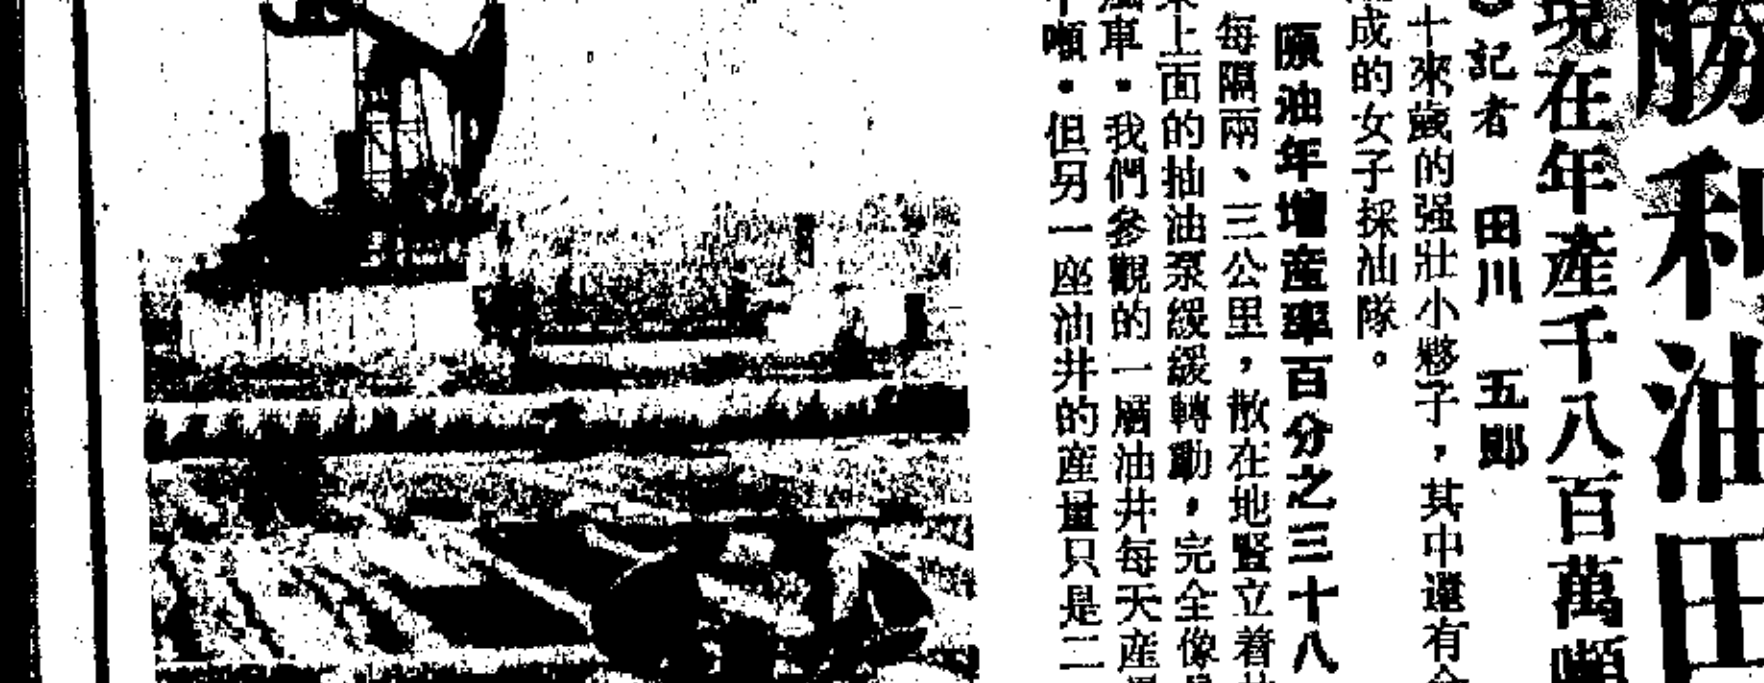 勝利油田
現在年產千八百萬噸
記者 田川 五郎
十來歲的强壯小夥子，其中還有
成的女子採油隊。
原油年增産率百分之三十八
每隔兩、三公里，散在地豎立着
上面的抽油泵緩緩轉動，完全像
車。我們參觀的一層油井每天産
噸。但另一座油井的産量只是二